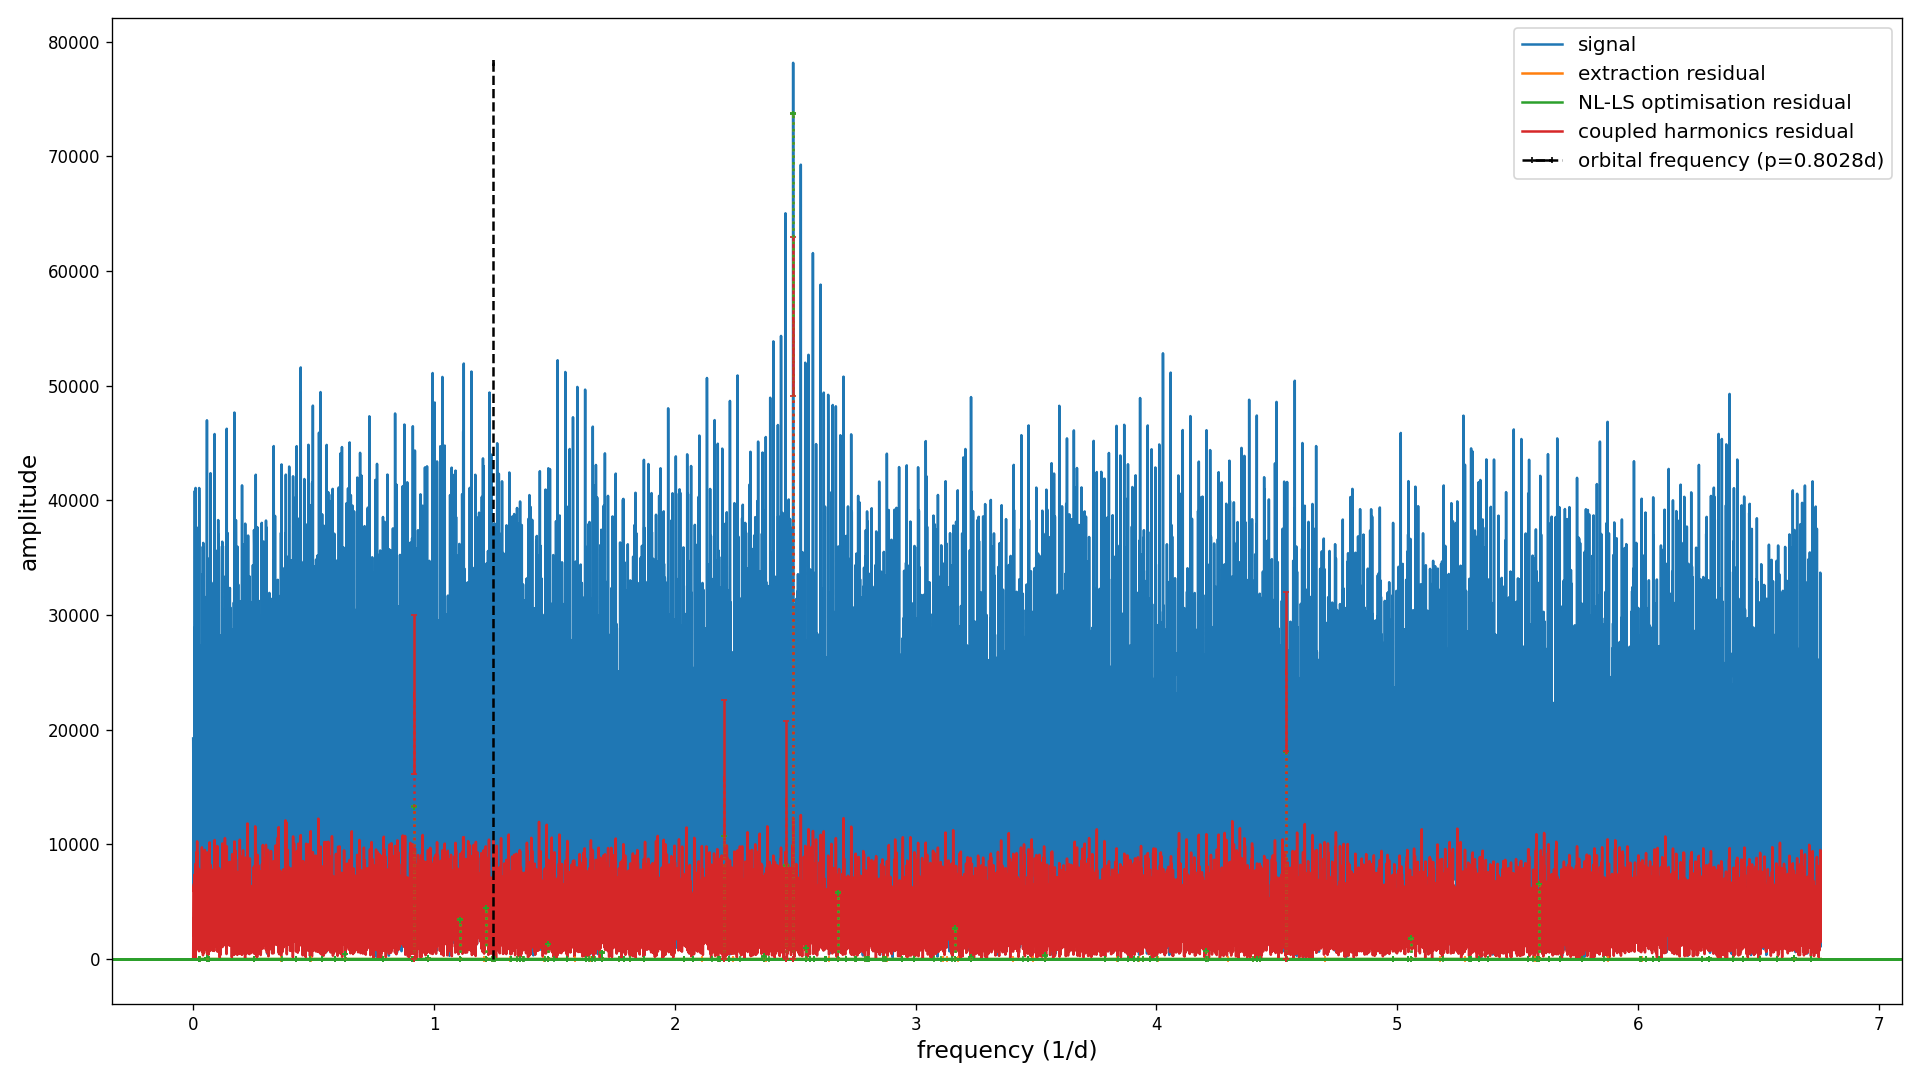 80000
70000
60000
50000
40000
30000
20000
10000
0
amplitude
0 1 2 3 4 5 6 7
frequency (1/d)
signal
extraction residual
NL-LS optimisation residual
coupled harmonics residual
orbital frequency (p=0.8028d)